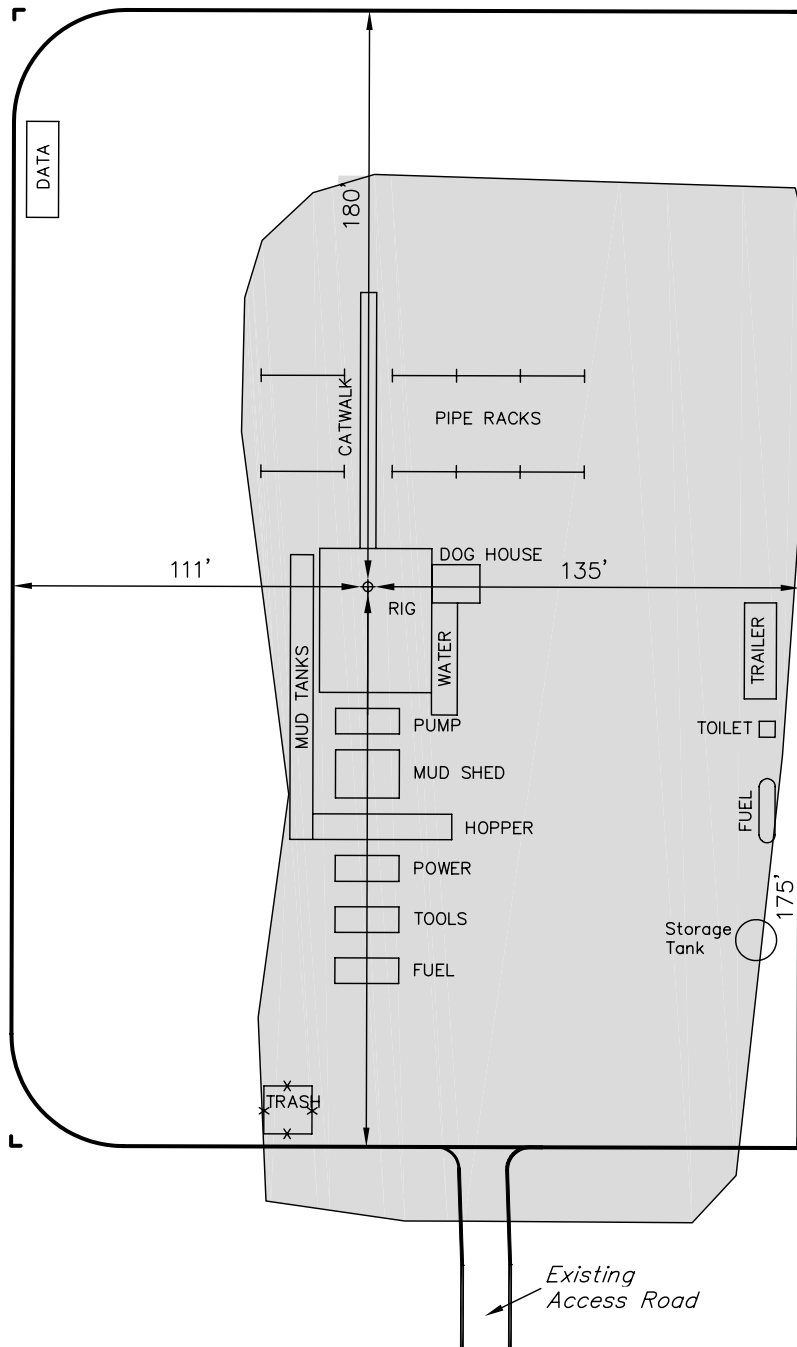 DATA
180'
CATWALK
PIPE RACKS
DOG HOUSE
111'
135'
RIG
MUD TANKS
WATER
TRAILER
PUMP
TOILET
MUD SHED
FUEL
HOPPER
POWER
175'
TOOLS
Storage
Tank
FUEL
TRASH
Existing
Access Road